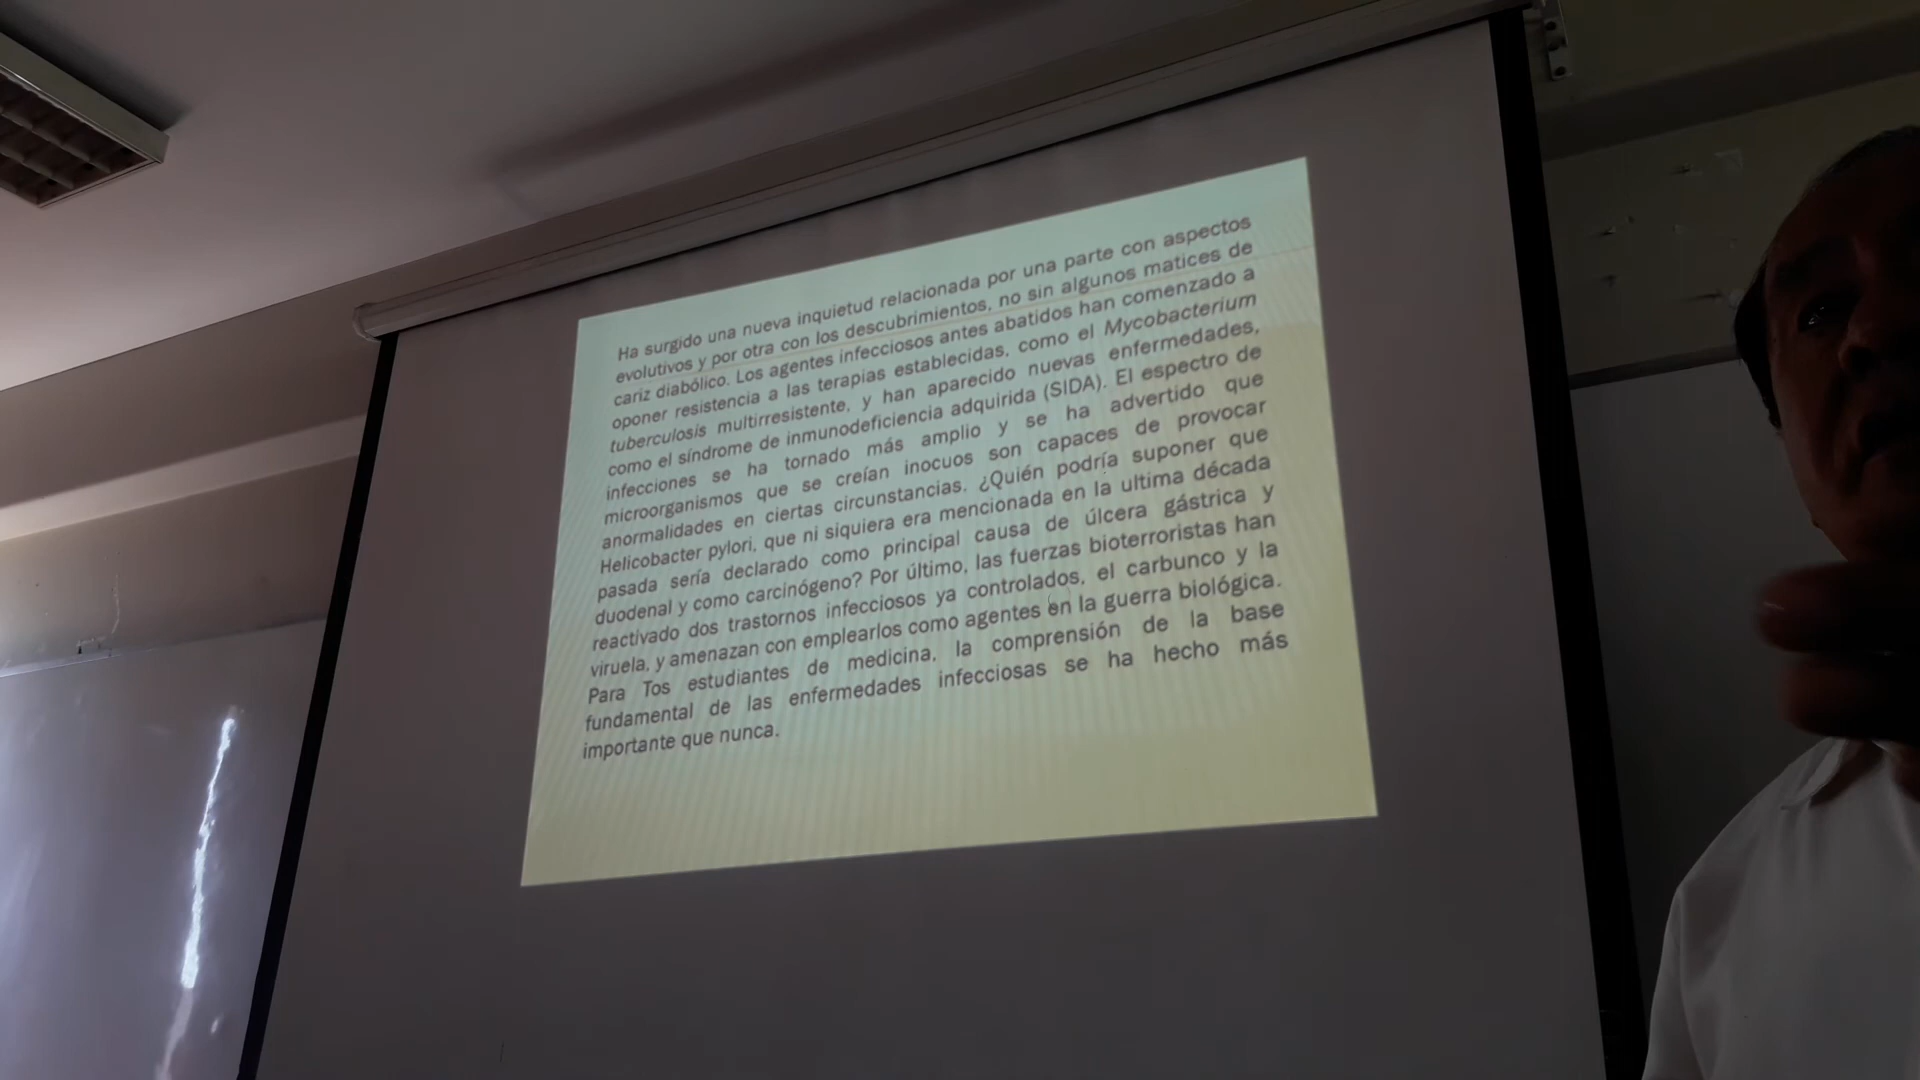 Ha surgido una nueva inquietud relacionada por una parte con aspectos
evolutivos y por otra con los descubrimientos, no sin algunos matices de
cariz diabólico. Los agentes infecciosos antes abatidos han comenzado a
oponer resistencia a las terapias establecidas, como el Mycobacterium
tuberculosis multirresistente, y han aparecido nuevas enfermedades,
como el síndrome de inmunodeficiencia adquirida (SIDA). El espectro de
infecciones se ha tornado más amplio y se ha advertido que
microorganismos que se creían inocuos son capaces de provocar
anormalidades en ciertas circunstancias. ¿Quién podría suponer que
Helicobacter pylori, que ni siquiera era mencionada en la ultima década
pasada sería declarado como principal causa de úlcera gástrica y
duodenal y como carcinógeno? Por último, las fuerzas bioterroristas han
reactivado dos trastornos infecciosos ya controlados, el carbunco y la
viruela, y amenazan con emplearlos como agentes en la guerra biológica.
Para Tos estudiantes de medicina, la comprensión de la base
fundamental de las enfermedades infecciosas se ha hecho más
importante que nunca.